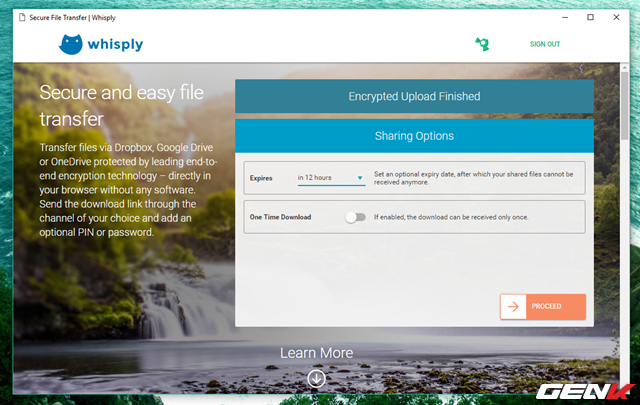 Secure File Transfer | Whisply
whisply
SIGN OUT
Secure and easy file
transfer
Transfer files via Dropbox, Google Drive
or OneDrive protected by leading end-to-
end encryption technology – directly in
your browser without any software.
Send the download link through the
channel of your choice and add an
optional PIN or password.
Encrypted Upload Finished
Sharing Options
Expires
in 12 hours
Set an optional expiry date, after which your shared files cannot be
received anymore.
One Time Download
If enabled, the download can be received only once.
PROCEED
Learn More
GENK